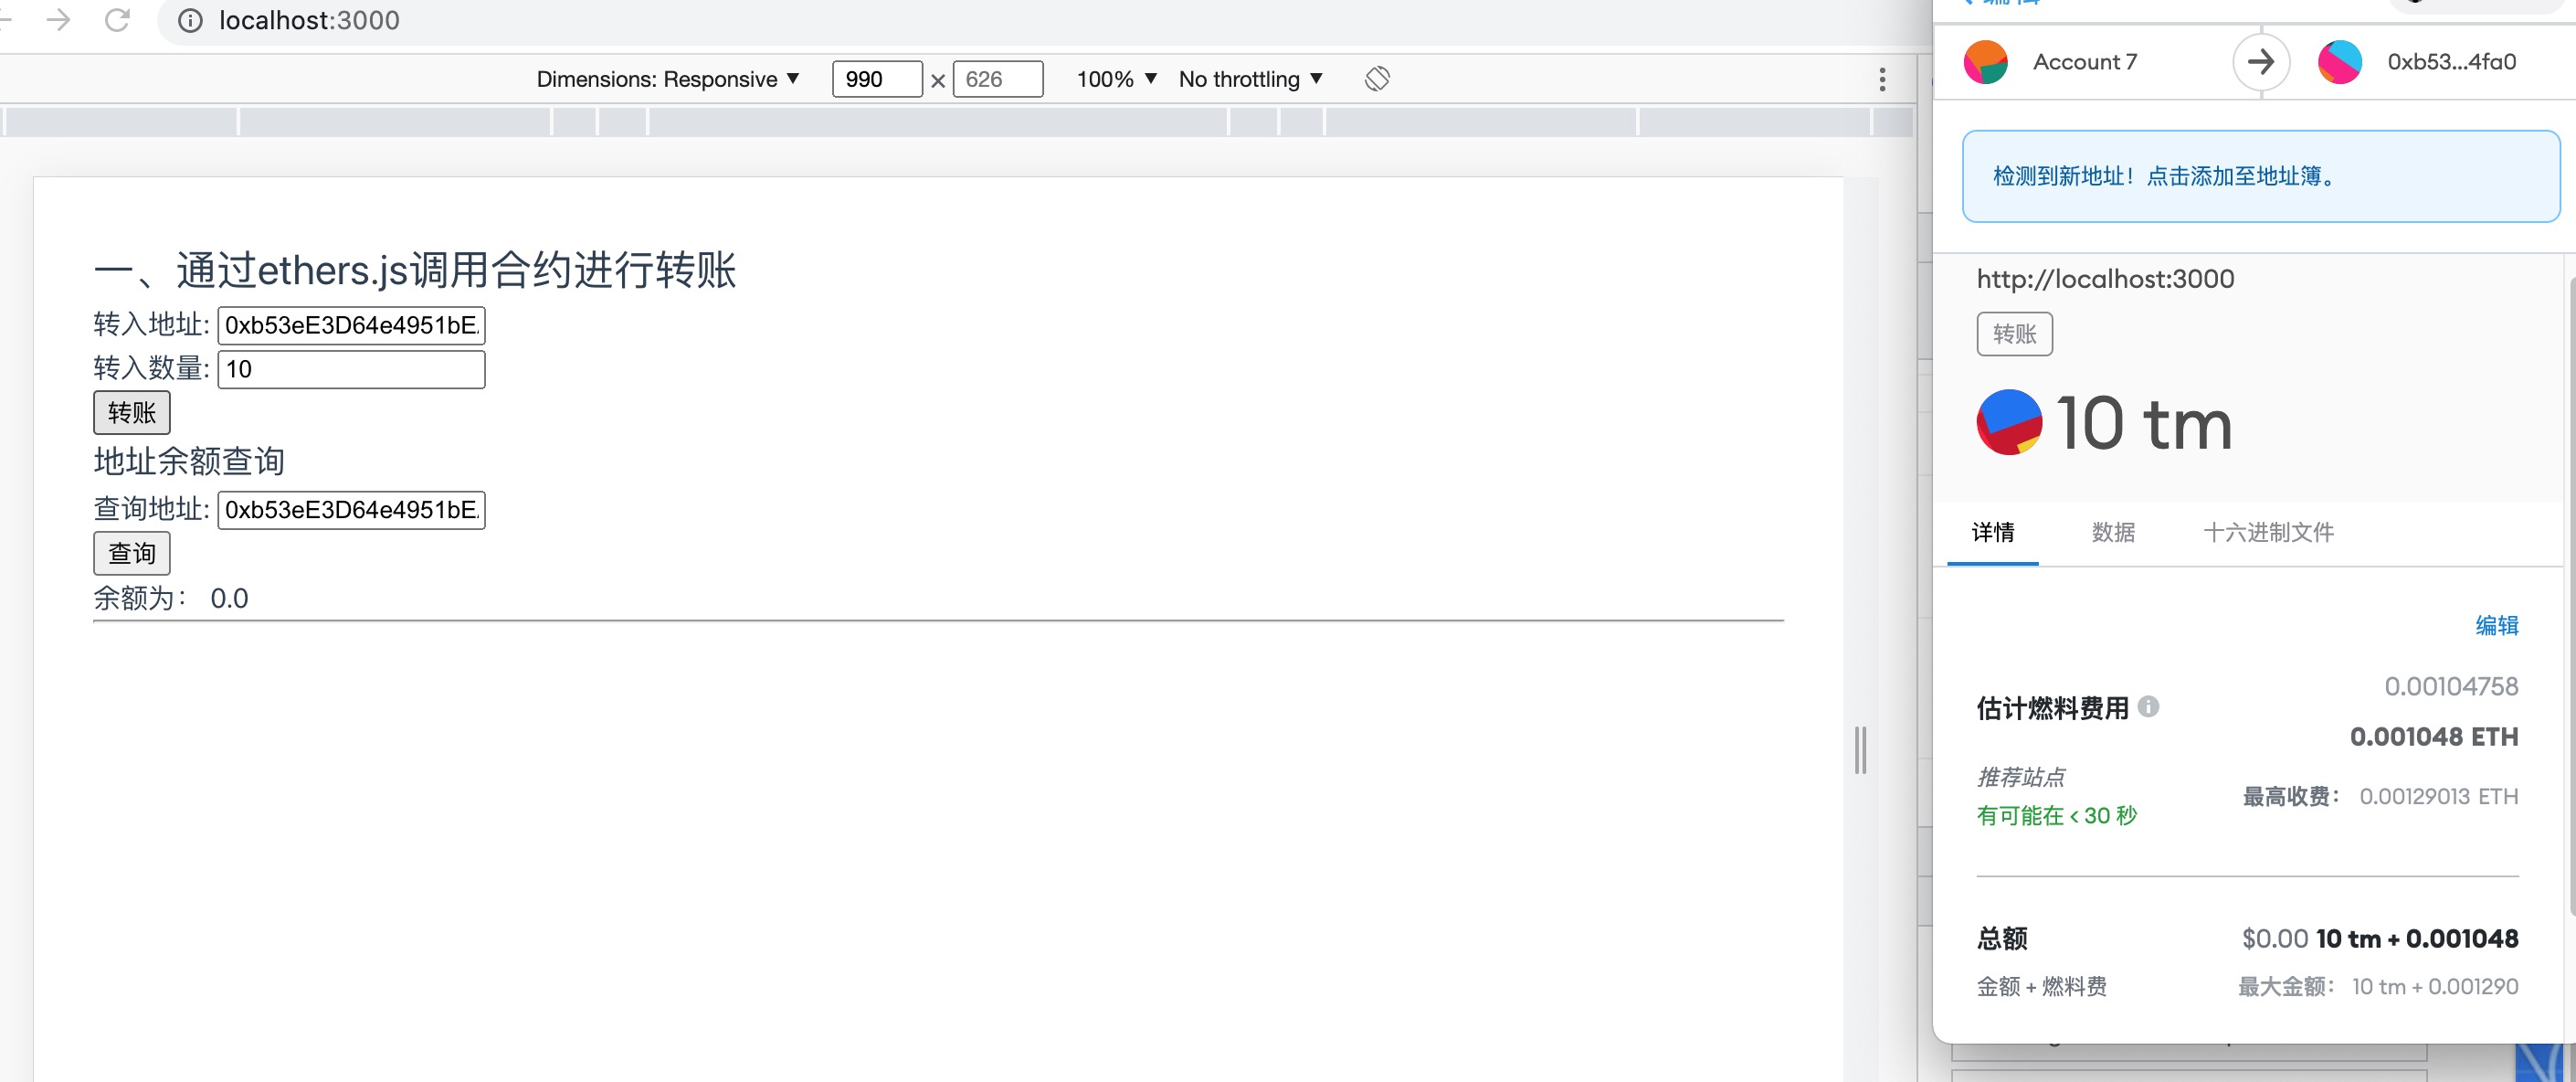 localhost:3000
Dimensions: Responsive ▼ 990 × 626 100% ▼ No throttling ▼
一、通过ethers.js调用合约进行转账
转入地址: 0xb53eE3D64e4951bE
转入数量: 10
转账
地址余额查询
查询地址: 0xb53eE3D64e4951bE
查询
余额为： 0.0
Account 7
0xb53...4fa0
检测到新地址！点击添加至地址簿。
http://localhost:3000
转账
10 tm
详情 数据 十六进制文件
编辑
0.00104758
估计燃料费用
0.001048 ETH
推荐站点
有可能在 < 30 秒
最高收费： 0.00129013 ETH
总额
$0.00 10 tm + 0.001048
金额 + 燃料费
最大金额： 10 tm + 0.001290